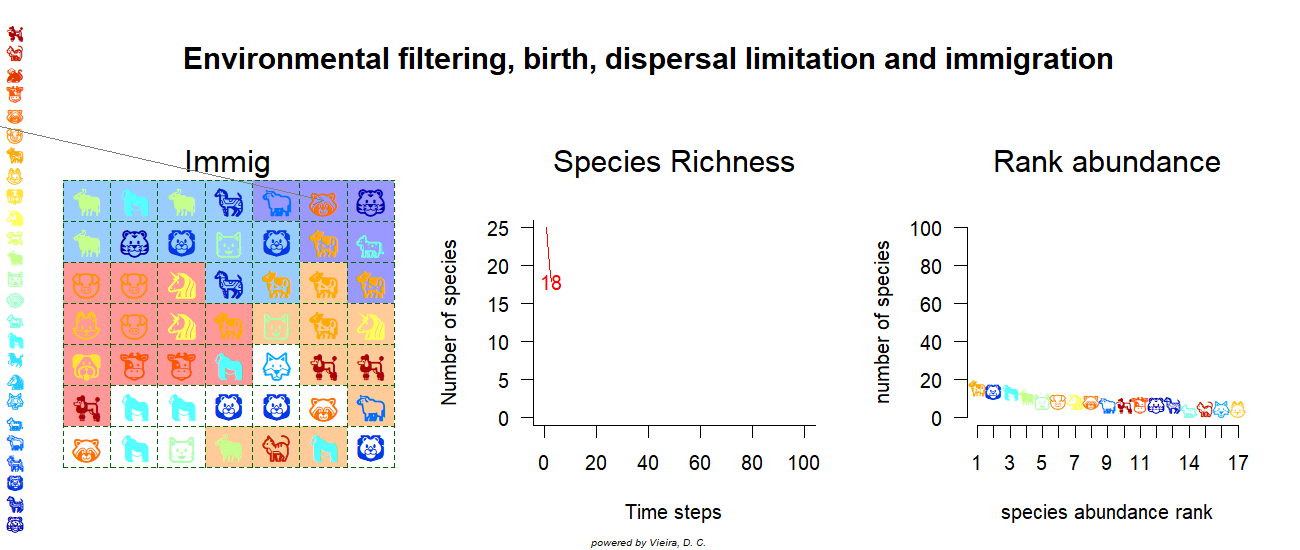 Environmental filtering, birth, dispersal limitation and immigration
Immig
Species Richness
Rank abundance
Number of species
25
20
15
10
5
0
18
0 20 40 60 80 100
Time steps
number of species
100
80
60
40
20
0
1 3 5 7 9 11 14 17
species abundance rank
powered by Vieira, D. C.